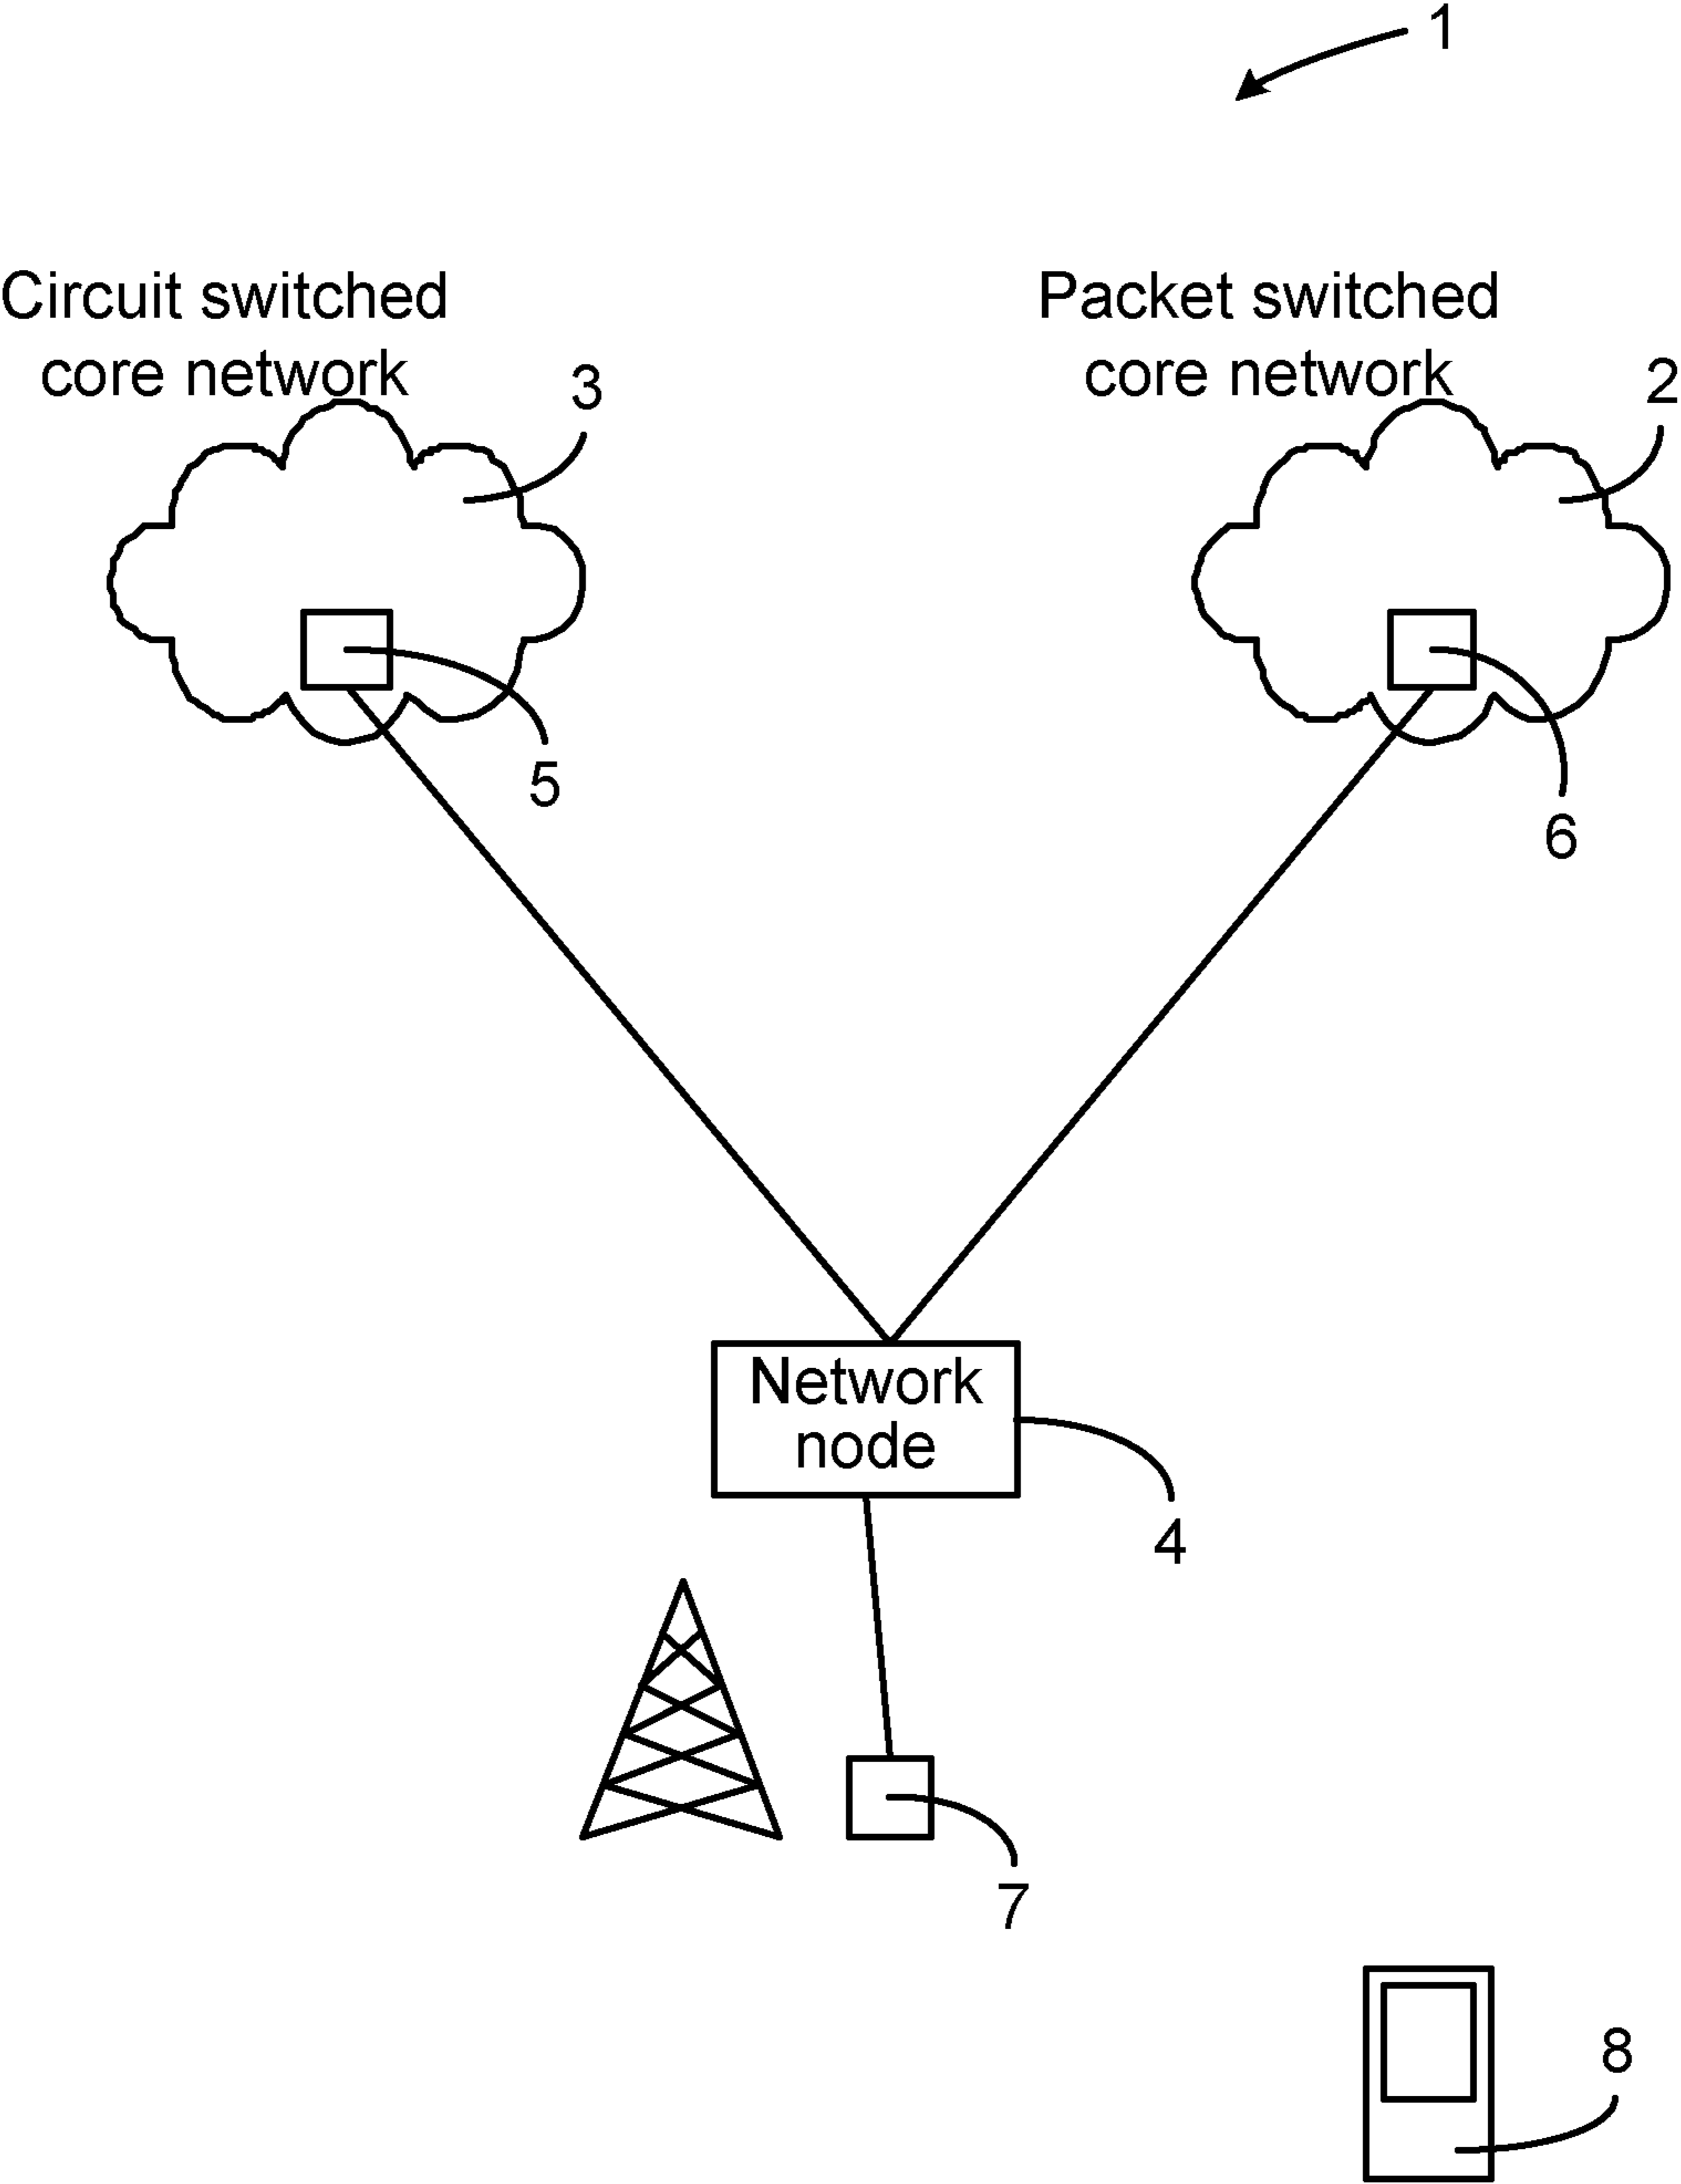 1
Circuit switched
core network
3
Packet switched
core network
2
5
6
Network
node
4
7
8